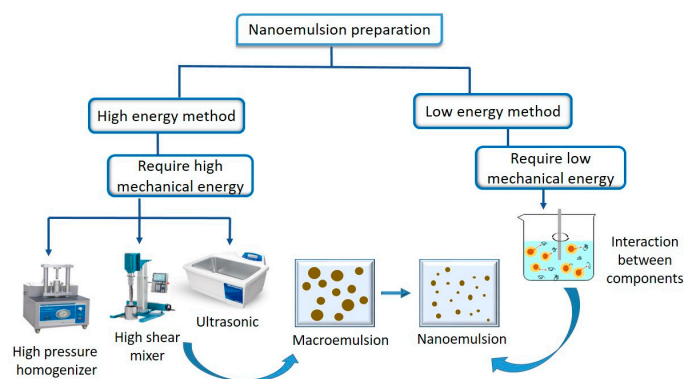 Nanoemulsion preparation
High energy method
Low energy method
Require high
mechanical energy
Require low
mechanical energy
Interaction
between
components
Ultrasonic
High shear
mixer
High pressure
homogenizer
Macroemulsion
Nanoemulsion